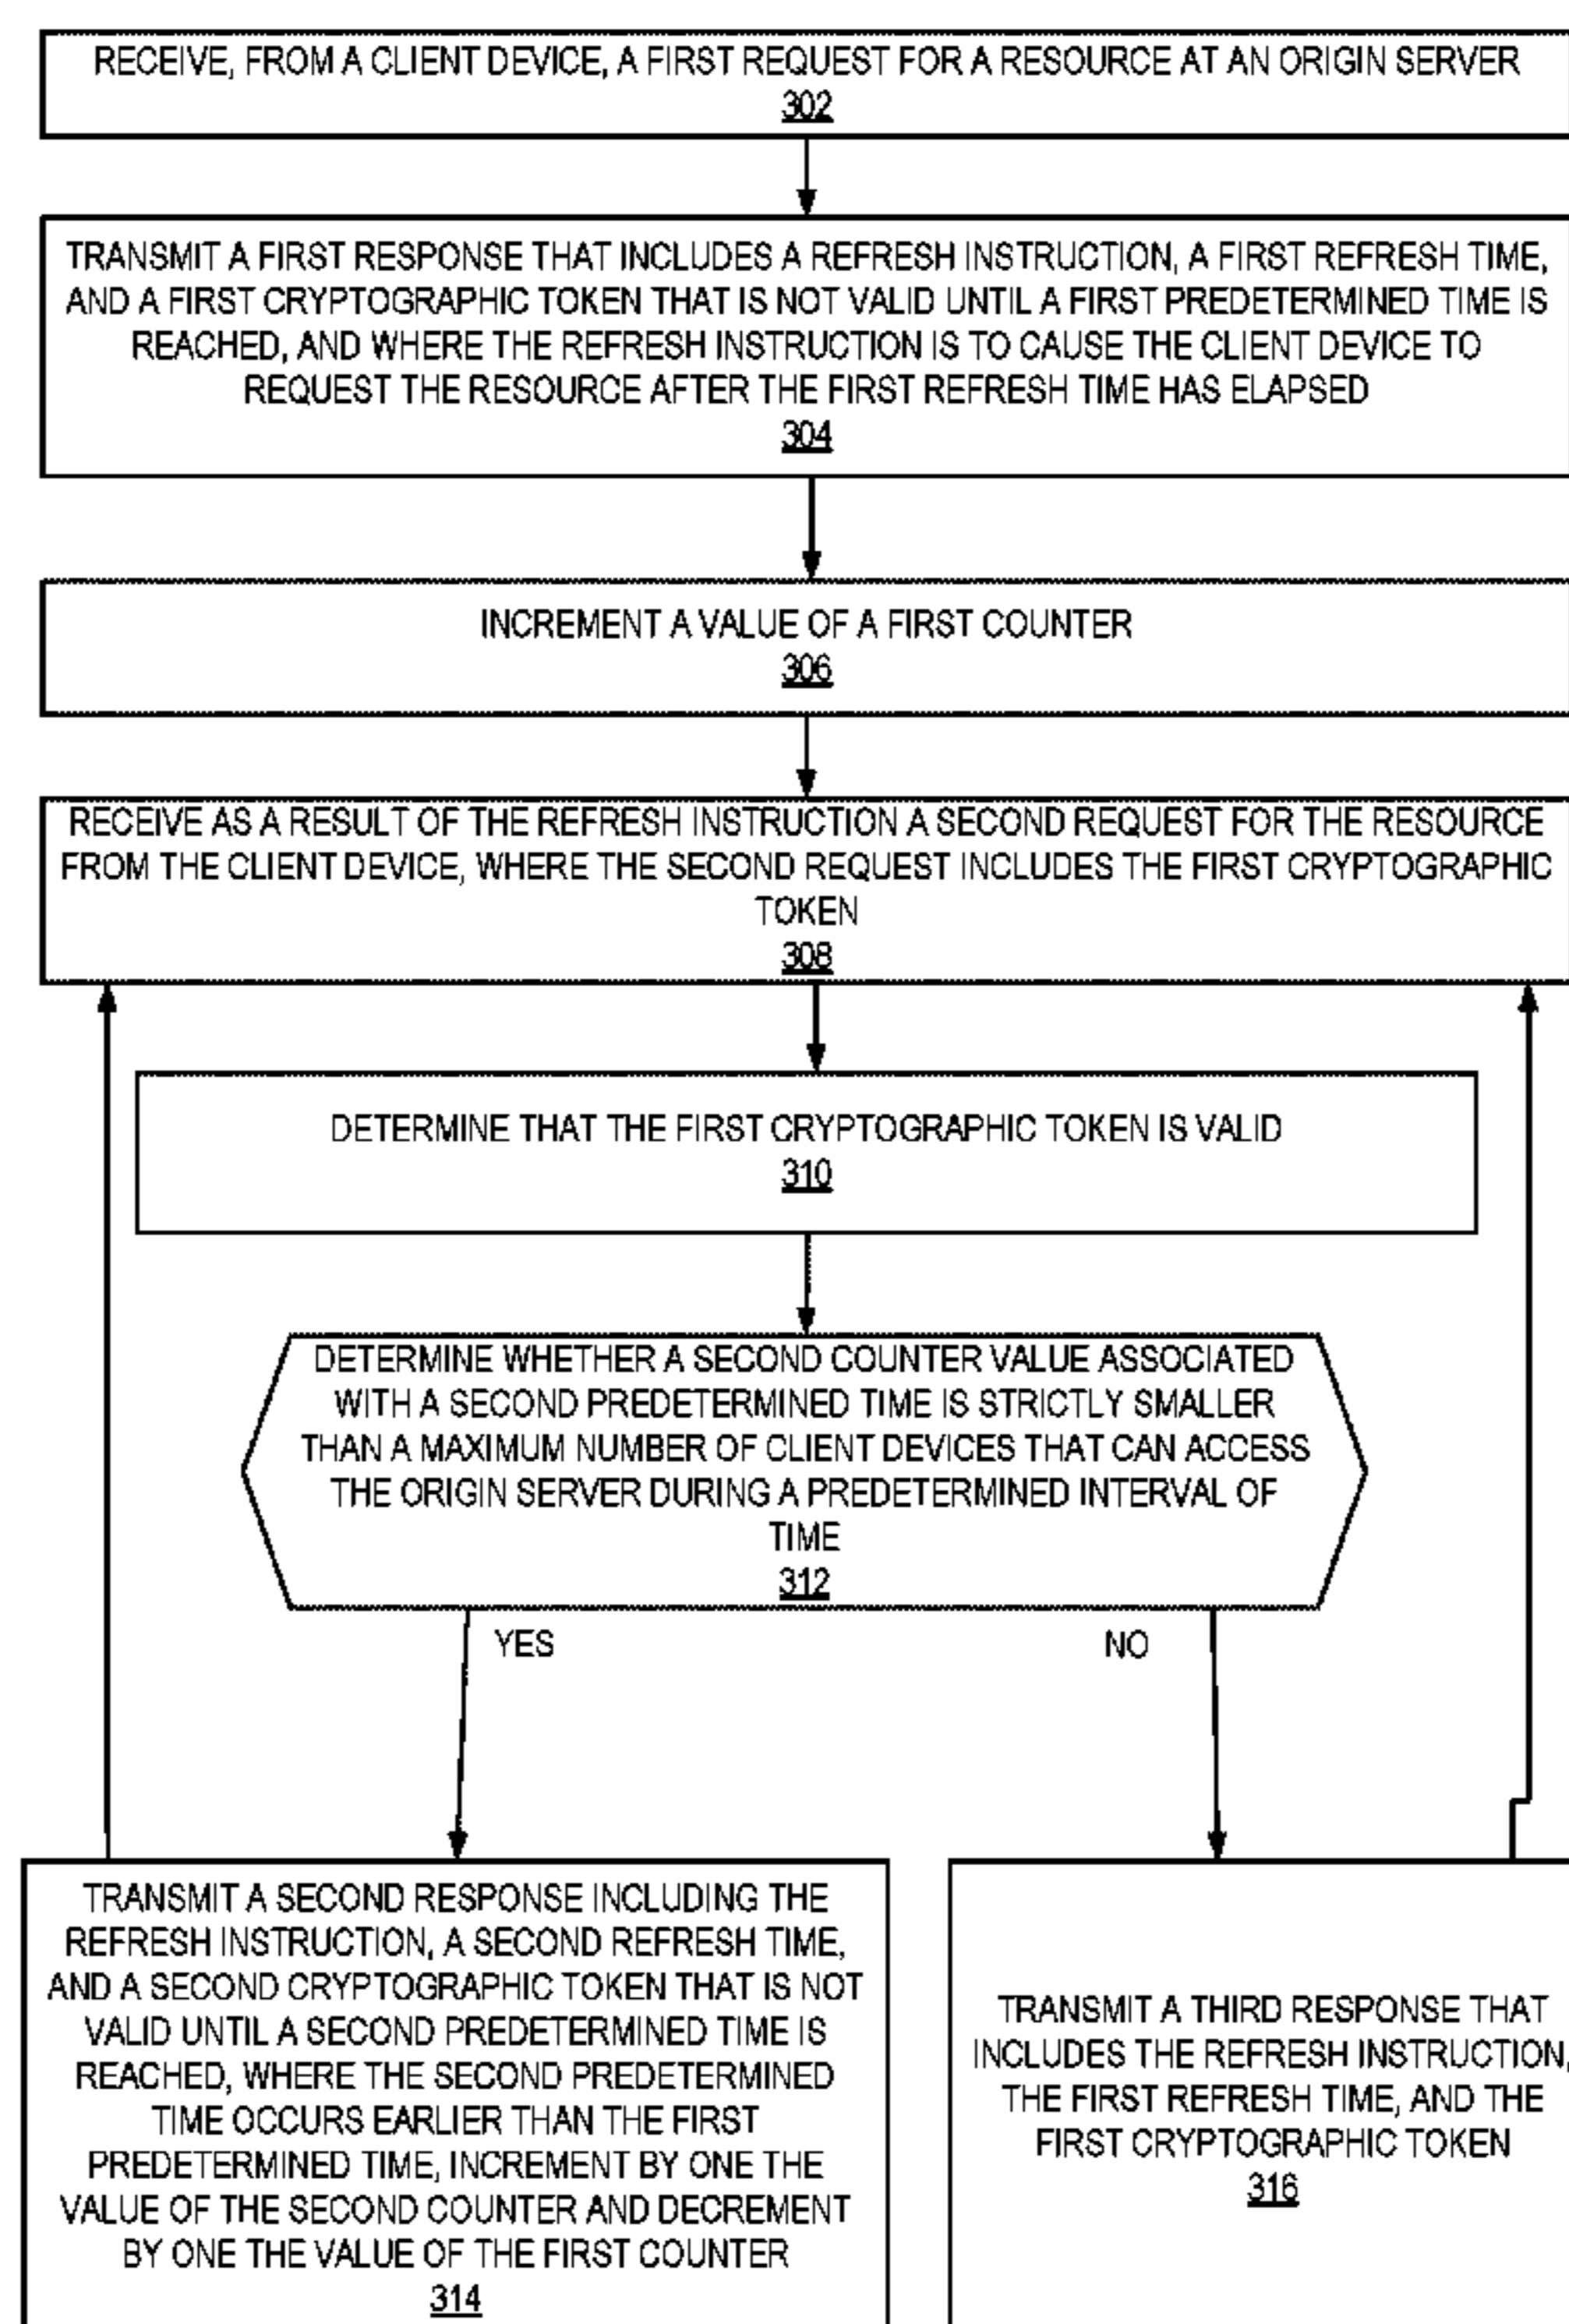 RECEIVE, FROM A CLIENT DEVICE, A FIRST REQUEST FOR A RESOURCE AT AN ORIGIN SERVER
302
TRANSMIT A FIRST RESPONSE THAT INCLUDES A REFRESH INSTRUCTION, A FIRST REFRESH TIME,
AND A FIRST CRYPTOGRAPHIC TOKEN THAT IS NOT VALID UNTIL A FIRST PREDETERMINED TIME IS
REACHED, AND WHERE THE REFRESH INSTRUCTION IS TO CAUSE THE CLIENT DEVICE TO
REQUEST THE RESOURCE AFTER THE FIRST REFRESH TIME HAS ELAPSED
304
INCREMENT A VALUE OF A FIRST COUNTER
306
RECEIVE AS A RESULT OF THE REFRESH INSTRUCTION A SECOND REQUEST FOR THE RESOURCE
FROM THE CLIENT DEVICE, WHERE THE SECOND REQUEST INCLUDES THE FIRST CRYPTOGRAPHIC
TOKEN
308
DETERMINE THAT THE FIRST CRYPTOGRAPHIC TOKEN IS VALID
310
DETERMINE WHETHER A SECOND COUNTER VALUE ASSOCIATED
WITH A SECOND PREDETERMINED TIME IS STRICTLY SMALLER
THAN A MAXIMUM NUMBER OF CLIENT DEVICES THAT CAN ACCESS
THE ORIGIN SERVER DURING A PREDETERMINED INTERVAL OF
TIME
312
YES
NO
TRANSMIT A SECOND RESPONSE INCLUDING THE
REFRESH INSTRUCTION, A SECOND REFRESH TIME,
AND A SECOND CRYPTOGRAPHIC TOKEN THAT IS NOT
VALID UNTIL A SECOND PREDETERMINED TIME IS
REACHED, WHERE THE SECOND PREDETERMINED
TIME OCCURS EARLIER THAN THE FIRST
PREDETERMINED TIME, INCREMENT BY ONE THE
VALUE OF THE SECOND COUNTER AND DECREMENT
BY ONE THE VALUE OF THE FIRST COUNTER
314
TRANSMIT A THIRD RESPONSE THAT
INCLUDES THE REFRESH INSTRUCTION,
THE FIRST REFRESH TIME, AND THE
FIRST CRYPTOGRAPHIC TOKEN
316